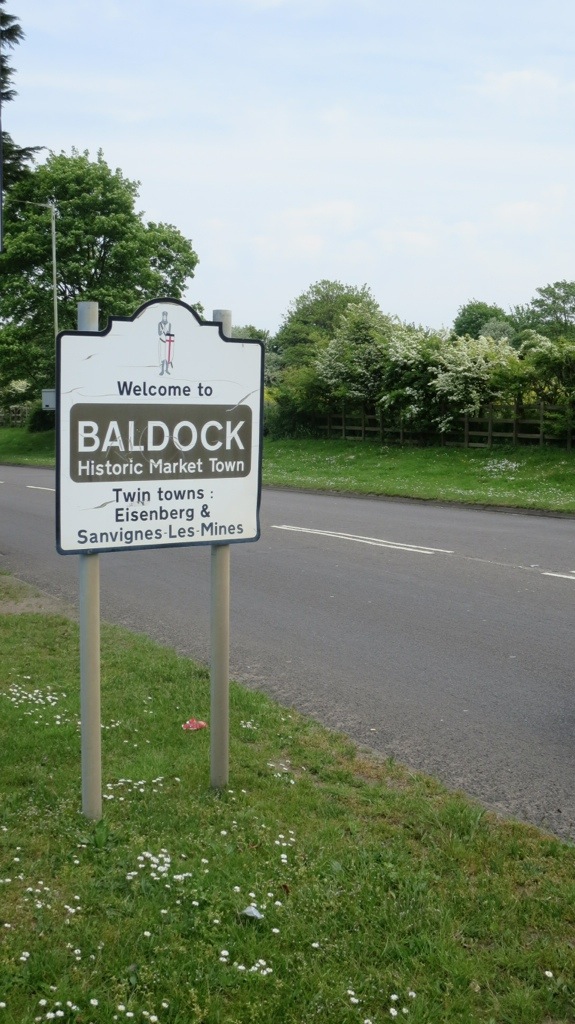 Welcome to
BALDOCK
Historic Market Town
Twin towns :
Eisenberg &
Sanvignes-Les-Mines